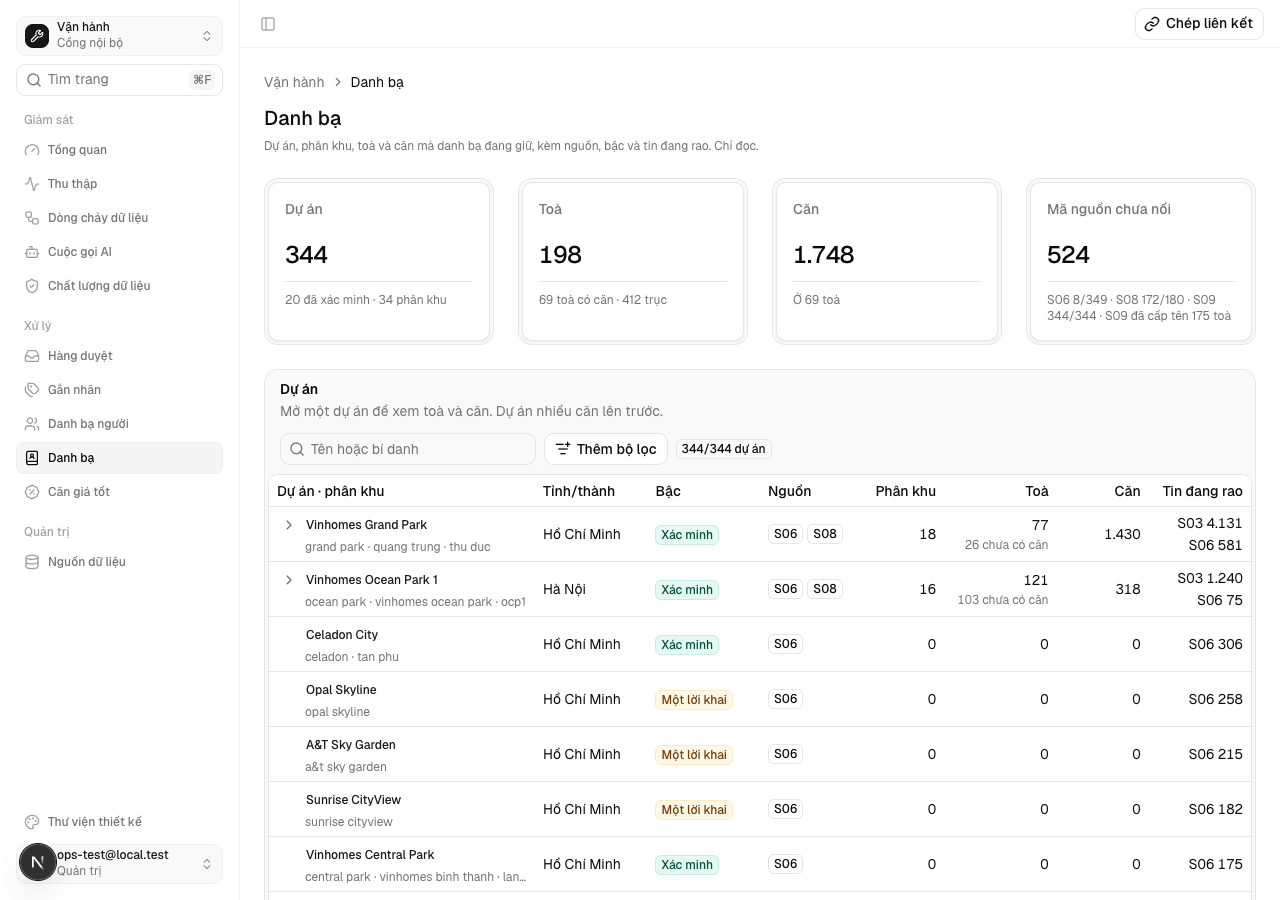 Vận hành
Cổng nội bộ
Tìm trang
⌘F
Giám sát
Tổng quan
Thu thập
Dòng chảy dữ liệu
Cuộc gọi AI
Chất lượng dữ liệu
Xử lý
Hàng duyệt
Gắn nhãn
Danh bạ người
Danh bạ
Căn giá tốt
Quản trị
Nguồn dữ liệu
Thư viện thiết kế
N
ops-test@local.test
Quản trị
Chép liên kết
Vận hành > Danh bạ
Danh bạ
Dự án, phân khu, toà và căn mà danh bạ đang giữ, kèm nguồn, bậc và tin đang rao. Chỉ đọc.
Dự án
344
20 đã xác minh · 34 phân khu
Toà
198
69 toà có căn · 412 trục
Căn
1.748
Ở 69 toà
Mã nguồn chưa nối
524
S06 8/349 · S08 172/180 · S09
344/344 · S09 đã cấp tên 175 toà
Dự án
Mở một dự án để xem toà và căn. Dự án nhiều căn lên trước.
Tên hoặc bí danh
Thêm bộ lọc
344/344 dự án
Dự án · phân khu Tỉnh/thành Bậc Nguồn Phân khu Toà Căn Tin đang rao
Vinhomes Grand Park
grand park · quang trung · thu duc
Hồ Chí Minh Xác minh S06 S08 18 77
26 chưa có căn
1.430
S03 4.131
S06 581
Vinhomes Ocean Park 1
ocean park · vinhomes ocean park · ocp1
Hà Nội Xác minh S06 S08 16 121
103 chưa có căn
318
S03 1.240
S06 75
Celadon City
celadon · tan phu
Hồ Chí Minh Xác minh S06 0 0 0 S06 306
Opal Skyline
opal skyline
Hồ Chí Minh Một lời khai S06 0 0 0 S06 258
A&T Sky Garden
a&t sky garden
Hồ Chí Minh Một lời khai S06 0 0 0 S06 215
Sunrise CityView
sunrise cityview
Hồ Chí Minh Một lời khai S06 0 0 0 S06 182
Vinhomes Central Park
central park · vinhomes binh thanh · lan…
Hồ Chí Minh Xác minh S06 0 0 0 S06 175